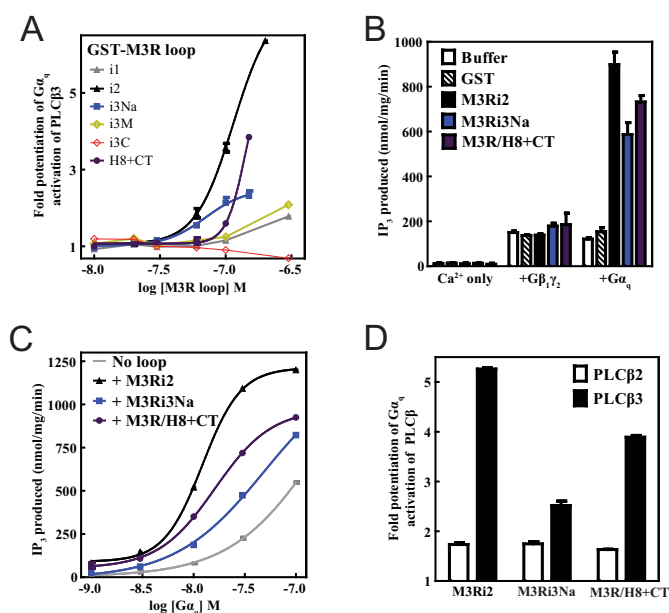 A
GST-M3R loop
i1
i2
i3Na
i3M
i3C
H8+CT
Fold potentiation of Gαq
activation of PLCβ3
5
3
1
-8.0 -7.5 -7.0 -6.5
log [M3R loop] M
B
Buffer
GST
M3Ri2
M3Ri3Na
M3R/H8+CT
IP3 produced (nmol/mg/min)
1000
800
600
400
200
0
Ca2+ only +Gβ1γ2 +Gαq
C
No loop
+ M3Ri2
+ M3Ri3Na
+ M3R/H8+CT
IP3 produced (nmol/mg/min)
1250
1000
750
500
250
0
-9.0 -8.5 -8.0 -7.5 -7.0
log [Gαq] M
D
PLCβ2
PLCβ3
Fold potentiation of Gαq
activation of PLCβ
5
4
3
2
1
M3Ri2 M3Ri3Na M3R/H8+CT